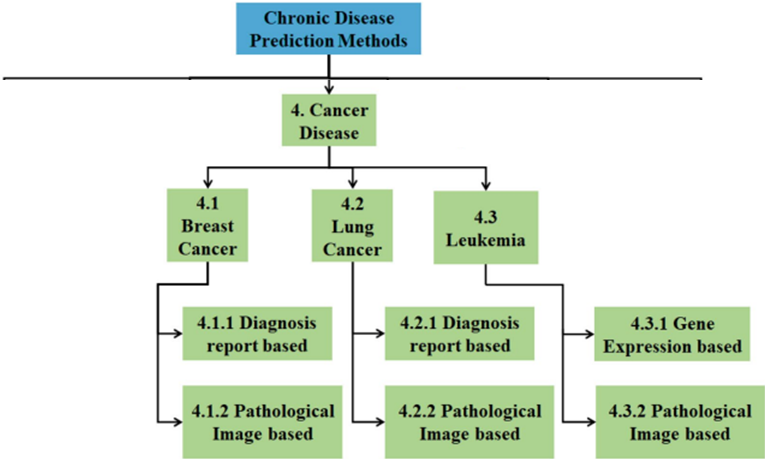 Chronic Disease
Prediction Methods
4. Cancer
Disease
4.1
Breast
Cancer
4.2
Lung
Cancer
4.3
Leukemia
4.1.1 Diagnosis
report based
4.2.1 Diagnosis
report based
4.3.1 Gene
Expression based
4.1.2 Pathological
Image based
4.2.2 Pathological
Image based
4.3.2 Pathological
Image based